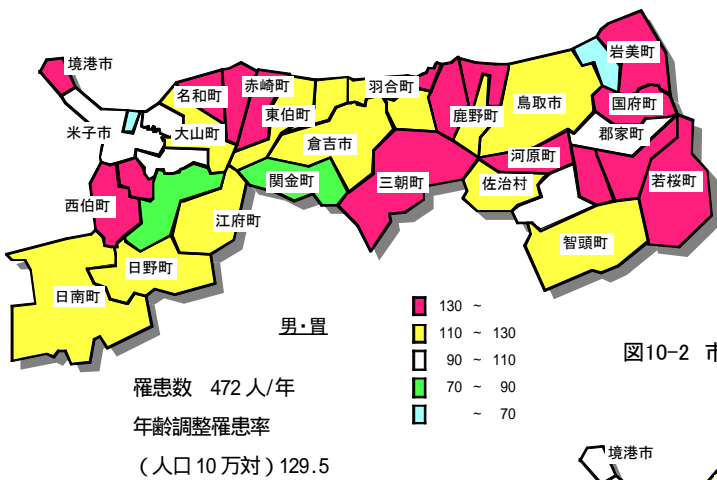 岩美町
境港市
赤崎町
羽合町
名和町
鳥取市
国府町
東伯町
鹿野町
米子市
大山町
倉吉市
郡家町
河原町
関金町
三朝町
佐治村
若桜町
西伯町
江府町
智頭町
日野町
日南町
男・胃
130 ~
110 ~ 130
90 ~ 110
70 ~ 90
~ 70
図10-2 市
罹患数 472 人/年
年齢調整罹患率
(人口10万対) 129.5
境港市